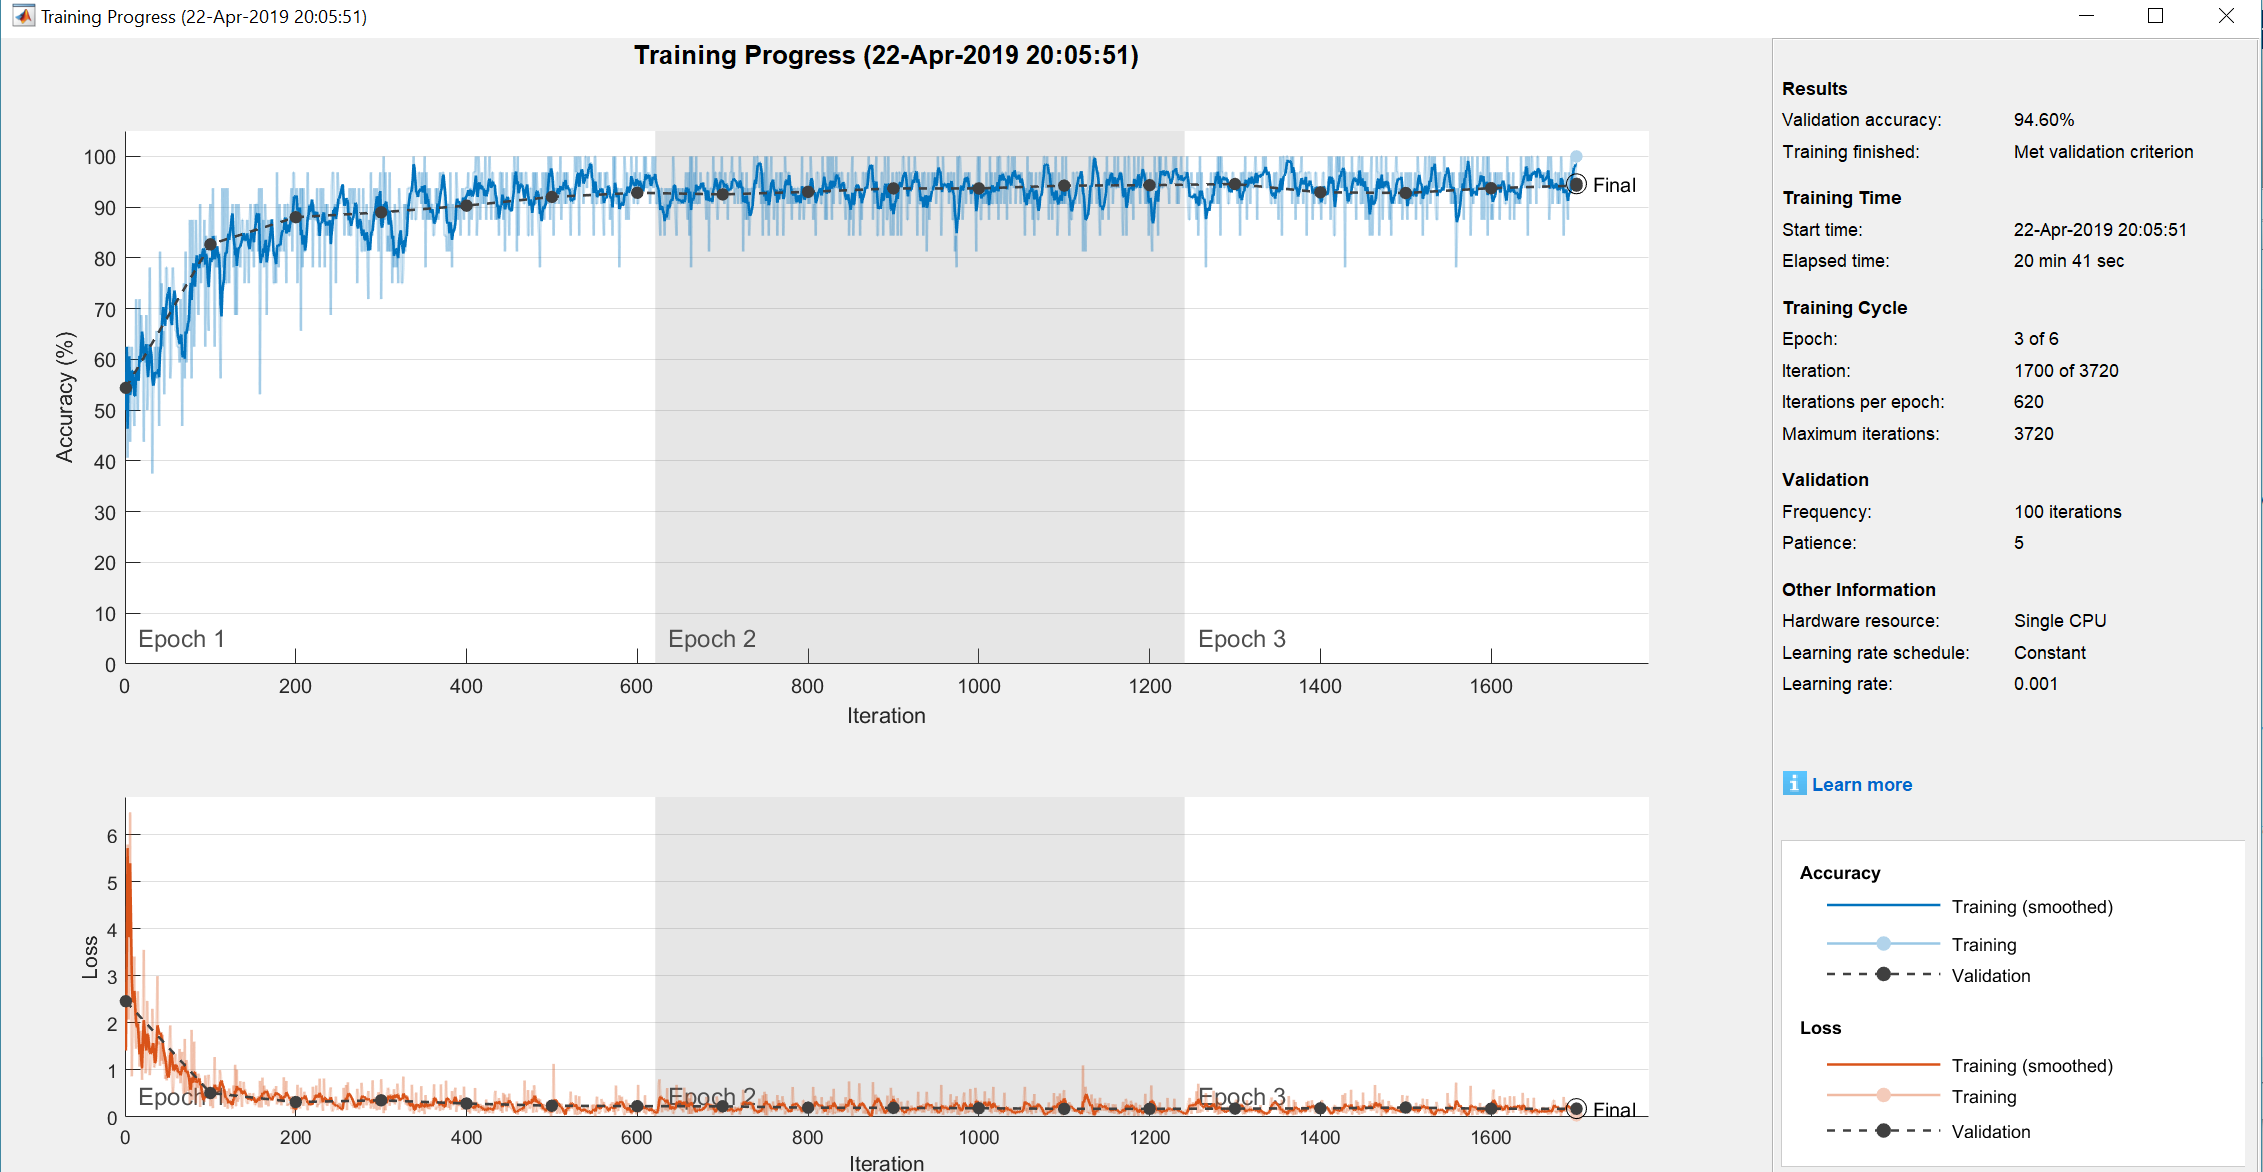 Training Progress (22-Apr-2019 20:05:51)
Training Progress (22-Apr-2019 20:05:51)
100
90
80
70
60
50
40
30
20
10
0
Accuracy (%)
Epoch 1
Epoch 2
Epoch 3
Final
0 200 400 600 800 1000 1200 1400 1600
Iteration
6
5
4
3
2
1
0
Loss
Epoch 1
Epoch 2
Epoch 3
Final
0 200 400 600 800 1000 1200 1400 1600
Iteration
Results
Validation accuracy: 94.60%
Training finished: Met validation criterion
Training Time
Start time: 22-Apr-2019 20:05:51
Elapsed time: 20 min 41 sec
Training Cycle
Epoch: 3 of 6
Iteration: 1700 of 3720
Iterations per epoch: 620
Maximum iterations: 3720
Validation
Frequency: 100 iterations
Patience: 5
Other Information
Hardware resource: Single CPU
Learning rate schedule: Constant
Learning rate: 0.001
i Learn more
Accuracy
Training (smoothed)
Training
Validation
Loss
Training (smoothed)
Training
Validation